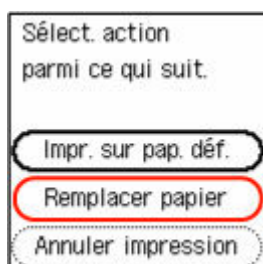 Sélect. action
parmi ce qui suit.
Impr. sur pap. déf.
Remplacer papier
Annuler impression